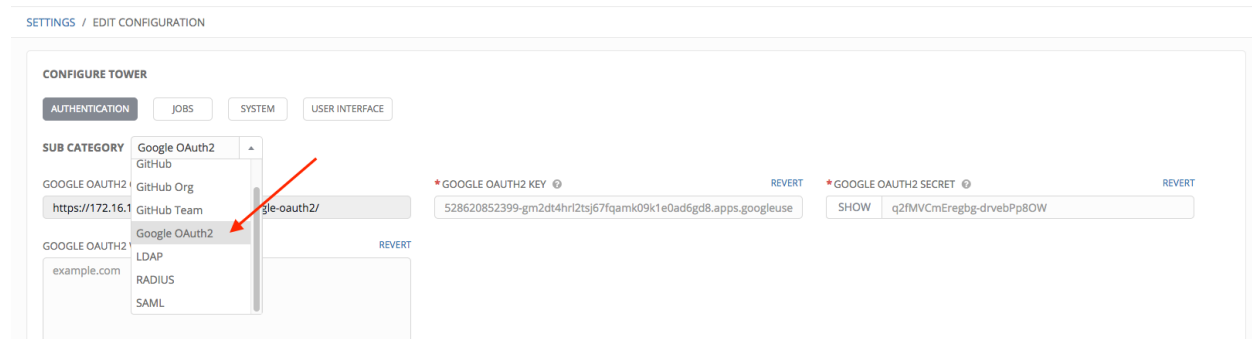 SETTINGS / EDIT CONFIGURATION
CONFIGURE TOWER
AUTHENTICATION JOBS SYSTEM USER INTERFACE
SUB CATEGORY Google OAuth2
GitHub
GitHub Org
GitHub Team
Google OAuth2
LDAP
RADIUS
SAML
GOOGLE OAUTH2
https://172.16.1 gle-oauth2/
* GOOGLE OAUTH2 KEY REVERT
528620852399-gm2dt4hrl2tsj67fqamk09k1e0ad6gd8.apps.googleuse
* GOOGLE OAUTH2 SECRET REVERT
SHOW q2fMVCmEregbg-drvebPp8OW
GOOGLE OAUTH2 REVERT
example.com